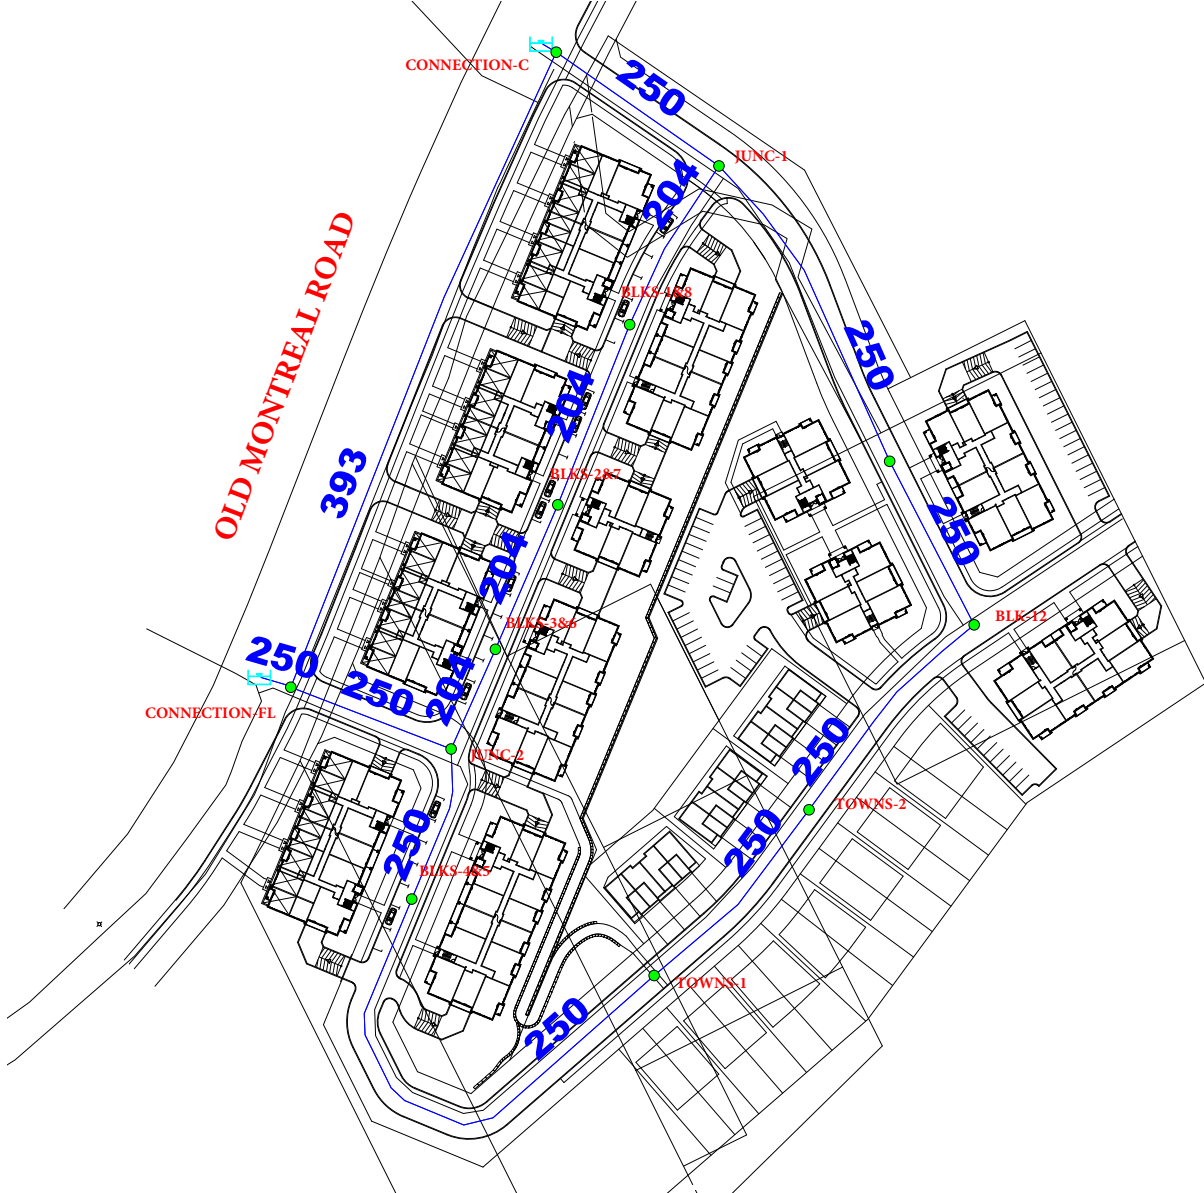 CONNECTION-C
250
JUNC-1
204
OLD MONTREAL ROAD
BLKS-1&8
250
204
393
BLKS-2&7
250
204
BLK-12
BLKS-3&6
250
250
204
CONNECTION-FL
JUNC-2
250
TOWNS-2
250
250
BLKS-4&5
TOWNS-1
250